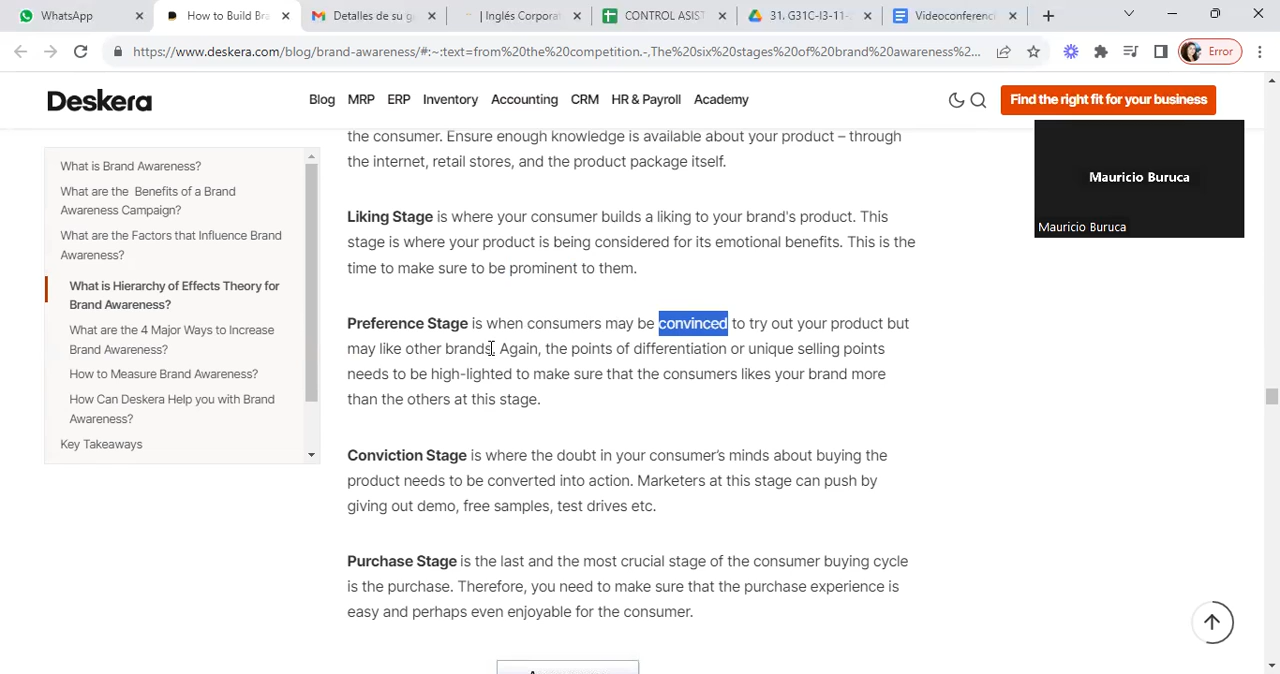 WhatsApp
How to Build Bra
Detalles de su g
| Inglés Corporat
CONTROL ASIST
31. G31C-I3-11-
Videoconferenc
https://www.deskera.com/blog/brand-awareness/#:~:text=from%20the%20competition.-,The%20six%20stages%20of%20brand%20awareness%2...
Error
Deskera
Blog MRP ERP Inventory Accounting CRM HR & Payroll Academy
Find the right fit for your business
What is Brand Awareness?
What are the Benefits of a Brand
Awareness Campaign?
What are the Factors that Influence Brand
Awareness?
What is Hierarchy of Effects Theory for
Brand Awareness?
What are the 4 Major Ways to Increase
Brand Awareness?
How to Measure Brand Awareness?
How Can Deskera Help you with Brand
Awareness?
Key Takeaways
the consumer. Ensure enough knowledge is available about your product – through
the internet, retail stores, and the product package itself.
Liking Stage is where your consumer builds a liking to your brand's product. This
stage is where your product is being considered for its emotional benefits. This is the
time to make sure to be prominent to them.
Preference Stage is when consumers may be convinced to try out your product but
may like other brands. Again, the points of differentiation or unique selling points
needs to be high-lighted to make sure that the consumers likes your brand more
than the others at this stage.
Conviction Stage is where the doubt in your consumer's minds about buying the
product needs to be converted into action. Marketers at this stage can push by
giving out demo, free samples, test drives etc.
Purchase Stage is the last and the most crucial stage of the consumer buying cycle
is the purchase. Therefore, you need to make sure that the purchase experience is
easy and perhaps even enjoyable for the consumer.
Mauricio Buruca
Mauricio Buruca